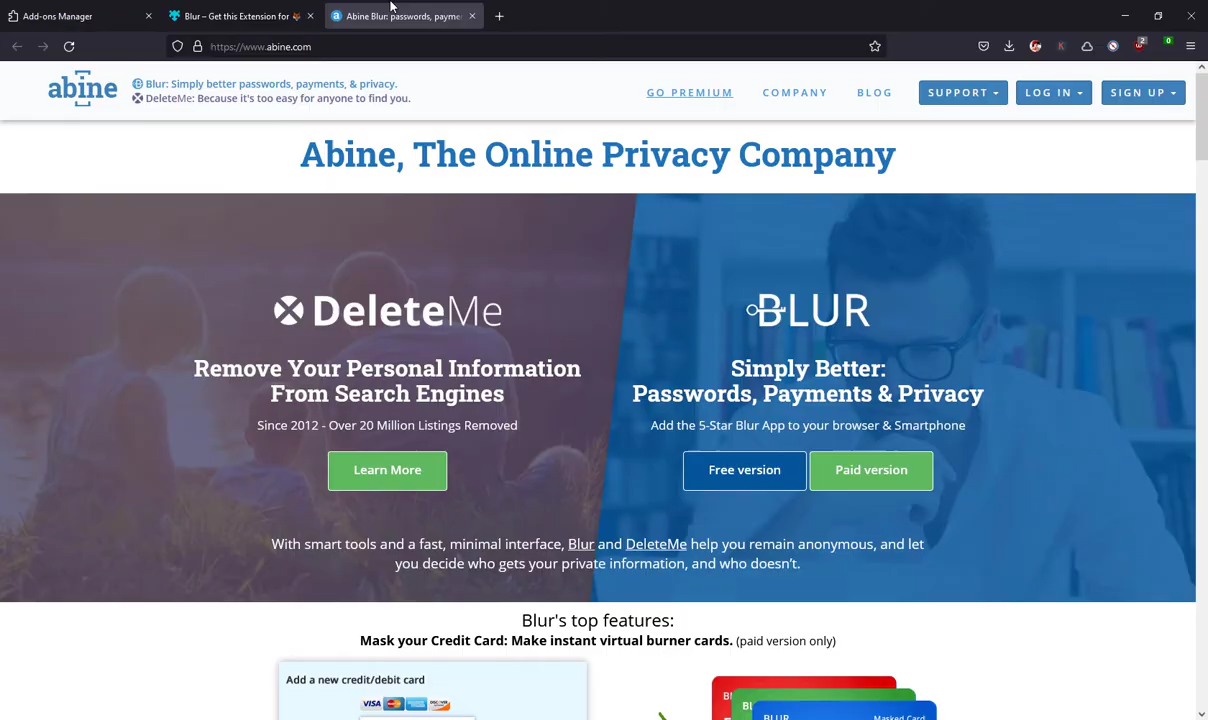 Add-ons Manager
Blur – Get this Extension for
Abine Blur: passwords, payme
https://www.abine.com
2
0
abine
Blur: Simply better passwords, payments, & privacy.
DeleteMe: Because it's too easy for anyone to find you.
GO PREMIUM
COMPANY
BLOG
SUPPORT
LOG IN
SIGN UP
Abine, The Online Privacy Company
DeleteMe
Remove Your Personal Information
From Search Engines
Since 2012 - Over 20 Million Listings Removed
Learn More
BLUR
Simply Better:
Passwords, Payments & Privacy
Add the 5-Star Blur App to your browser & Smartphone
Free version
Paid version
With smart tools and a fast, minimal interface, Blur and DeleteMe help you remain anonymous, and let
you decide who gets your private information, and who doesn't.
Blur's top features:
Mask your Credit Card: Make instant virtual burner cards. (paid version only)
Add a new credit/debit card
VISA
DISCOVER
BLUR
Masked Card